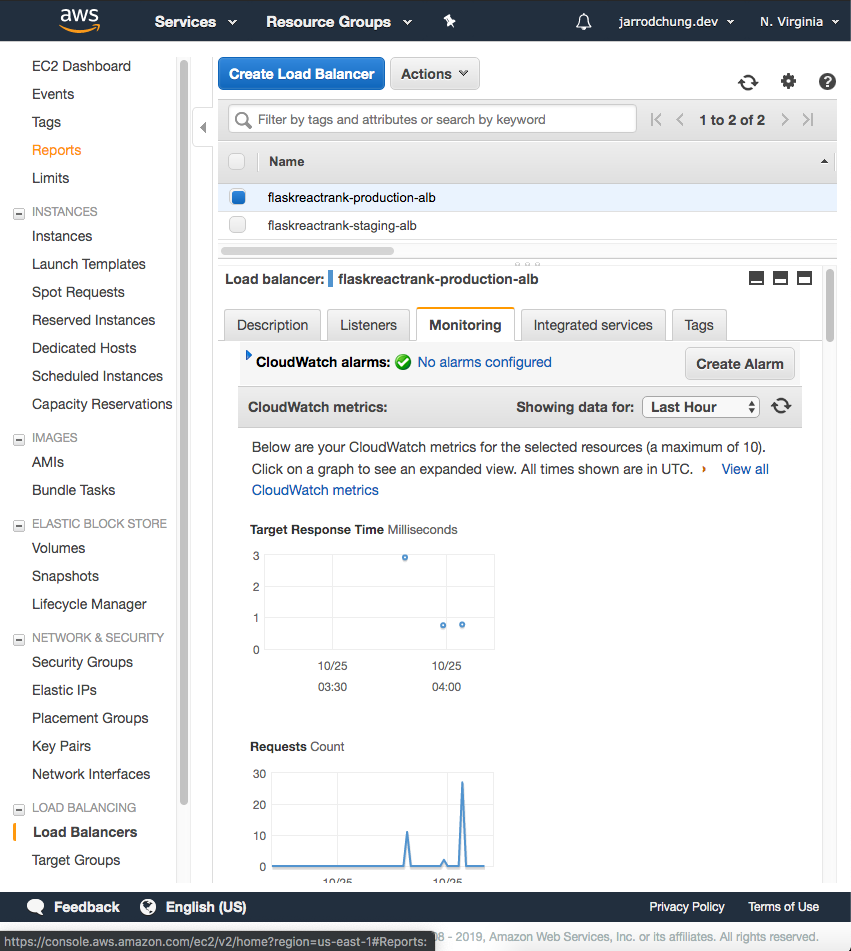 aws Services Resource Groups jarrodchung.dev N. Virginia
EC2 Dashboard
Events
Tags
Reports
Limits
INSTANCES
Instances
Launch Templates
Spot Requests
Reserved Instances
Dedicated Hosts
Scheduled Instances
Capacity Reservations
IMAGES
AMIs
Bundle Tasks
ELASTIC BLOCK STORE
Volumes
Snapshots
Lifecycle Manager
NETWORK & SECURITY
Security Groups
Elastic IPs
Placement Groups
Key Pairs
Network Interfaces
LOAD BALANCING
Load Balancers
Target Groups
Create Load Balancer Actions
Filter by tags and attributes or search by keyword 1 to 2 of 2
Name
flaskreactrank-production-alb
flaskreactrank-staging-alb
Load balancer: flaskreactrank-production-alb
Description Listeners Monitoring Integrated services Tags
CloudWatch alarms: No alarms configured Create Alarm
CloudWatch metrics: Showing data for: Last Hour
Below are your CloudWatch metrics for the selected resources (a maximum of 10).
Click on a graph to see an expanded view. All times shown are in UTC. View all
CloudWatch metrics
Target Response Time Milliseconds
3
2
1
0
10/25 10/25
03:30 04:00
Requests Count
30
20
10
0
10/25 10/25
Feedback English (US) Privacy Policy Terms of Use
https://console.aws.amazon.com/ec2/v2/home?region=us-east-1#Reports: 08 - 2019, Amazon Web Services, Inc. or its affiliates. All rights reserved.